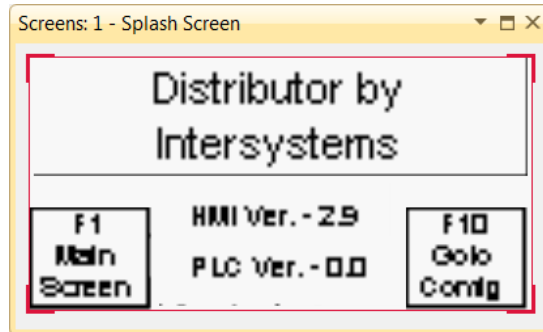 Screens: 1 - Splash Screen
Distributor by
Intersystems
F1
Main
Screen
HMI Ver. - 2.9
PLC Ver. - 0.0
F10
Goto
Config